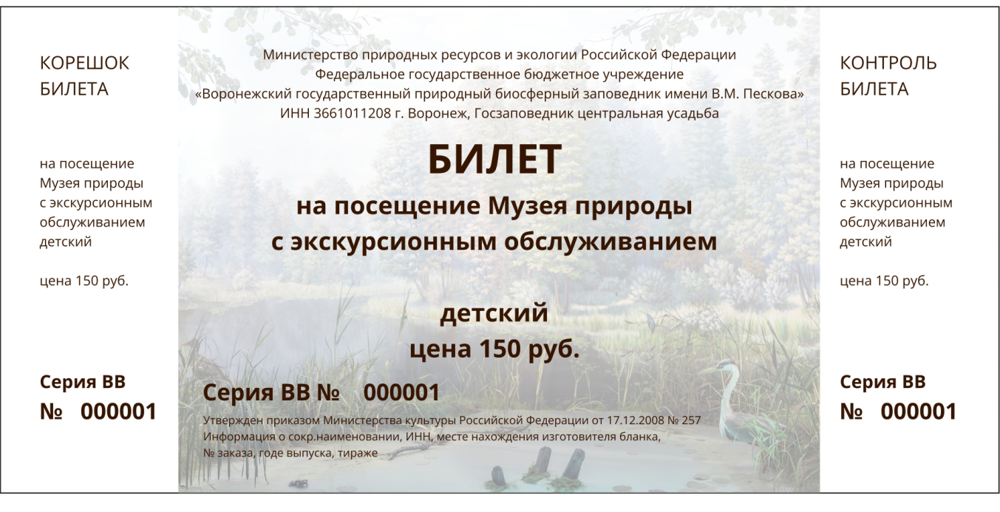 КОРЕШОК
БИЛЕТА
на посещение
Музея природы
с экскурсионным
обслуживанием
детский
цена 150 руб.
Серия ВВ
№ 000001
Министерство природных ресурсов и экологии Российской Федерации
Федеральное государственное бюджетное учреждение
«Воронежский государственный природный биосферный заповедник имени В.М. Пескова»
ИНН 3661011208 г. Воронеж, Госзаповедник центральная усадьба
БИЛЕТ
на посещение Музея природы
с экскурсионным обслуживанием
детский
цена 150 руб.
Серия ВВ № 000001
Утвержден приказом Министерства культуры Российской Федерации от 17.12.2008 № 257
Информация о сокр.наименовании, ИНН, месте нахождения изготовителя бланка,
№ заказа, годе выпуска, тираже
КОНТРОЛЬ
БИЛЕТА
на посещение
Музея природы
с экскурсионным
обслуживанием
детский
цена 150 руб.
Серия ВВ
№ 000001